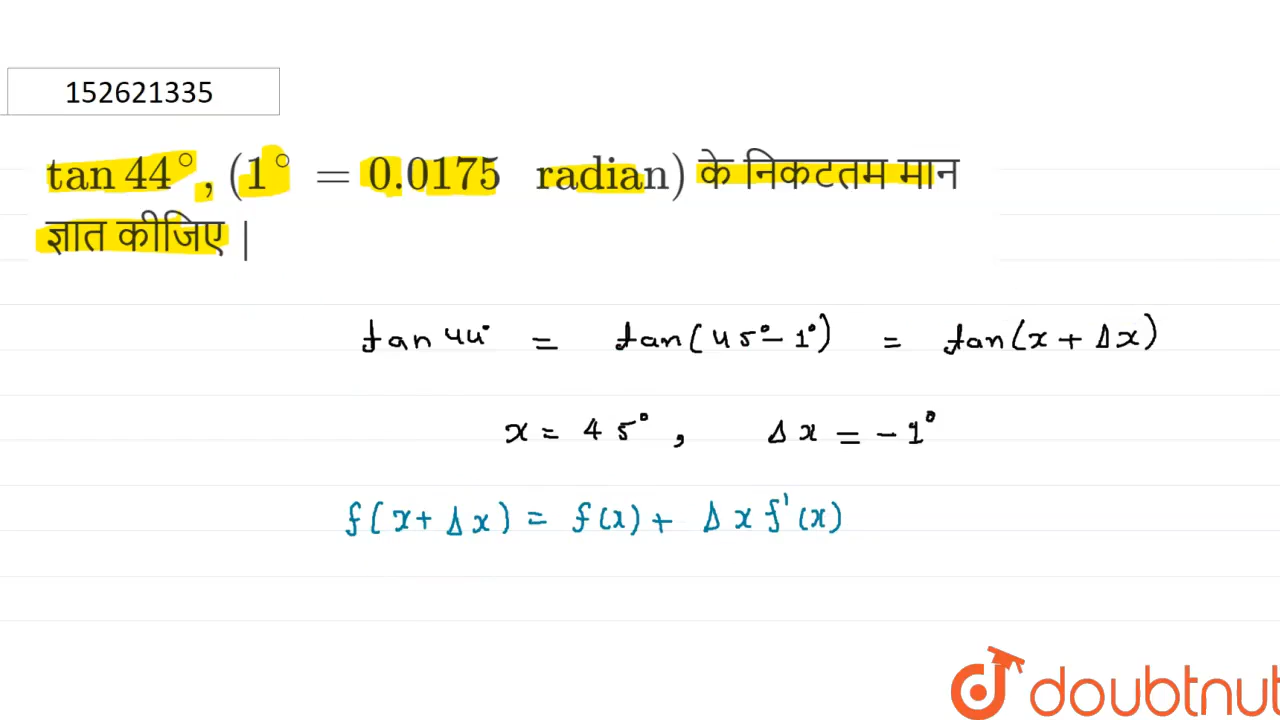 152621335
tan 44° , (1° = 0.0175 radian) के निकटतम मान
ज्ञात कीजिए |
tan 44° = tan(45°-1°) = tan(x+Δx)
x = 45° , Δx = -1°
f(x+Δx) = f(x) + Δx f'(x)
doubtnut